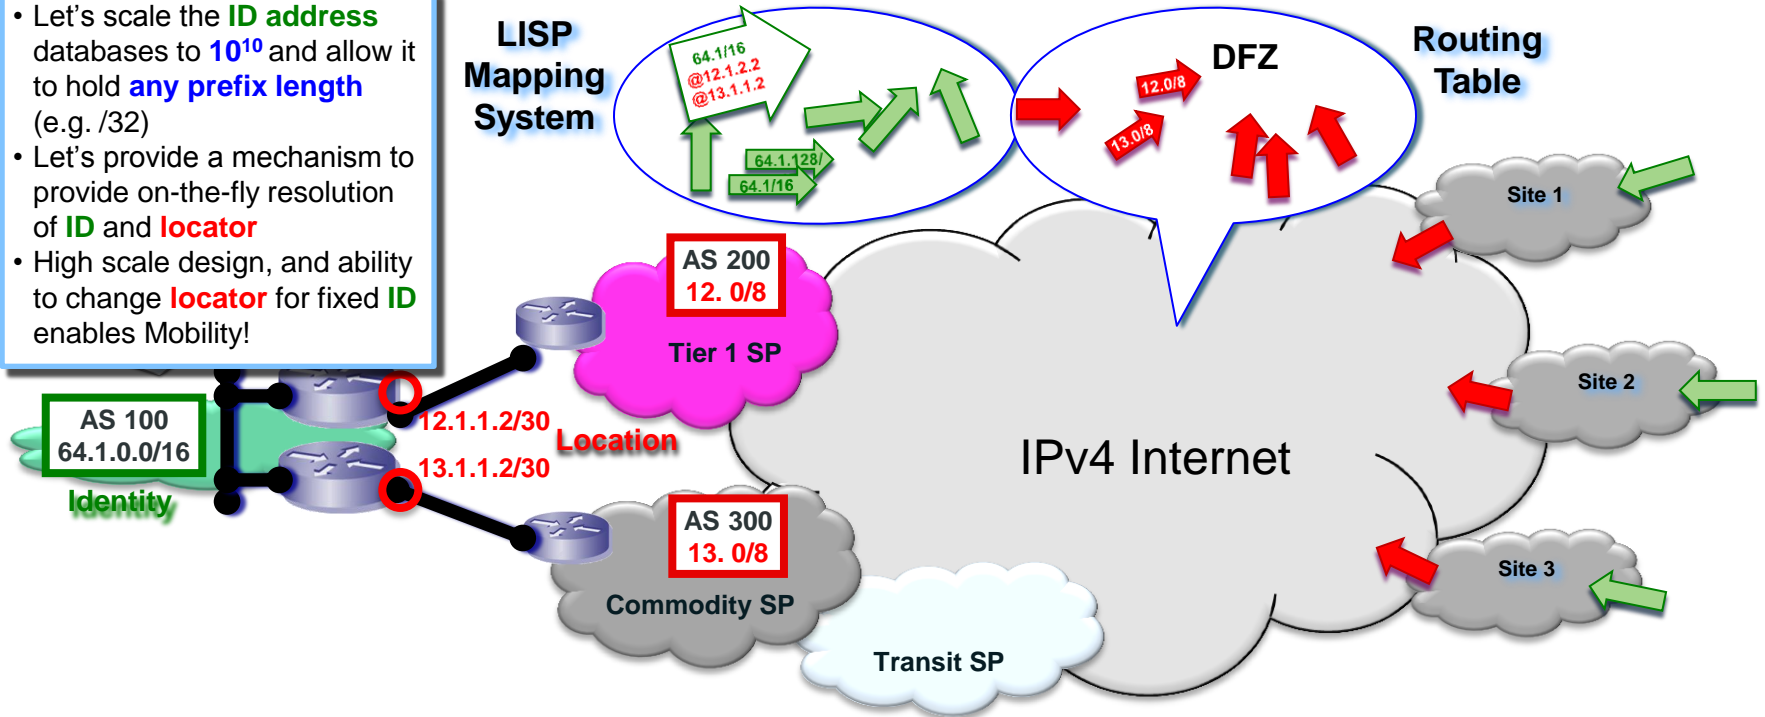 • Let's scale the ID address
databases to 10¹⁰ and allow it
to hold any prefix length
(e.g. /32)
• Let's provide a mechanism to
provide on-the-fly resolution
of ID and locator
• High scale design, and ability
to change locator for fixed ID
enables Mobility!
LISP
Mapping
System
64.1/16
@12.1.2.2
@13.1.1.2
64.1.128/
64.1/16
DFZ
12.0/8
13.0/8
Routing
Table
Site 1
Site 2
Site 3
AS 200
12. 0/8
Tier 1 SP
AS 100
64.1.0.0/16
Identity
12.1.1.2/30
Location
13.1.1.2/30
IPv4 Internet
AS 300
13. 0/8
Commodity SP
Transit SP